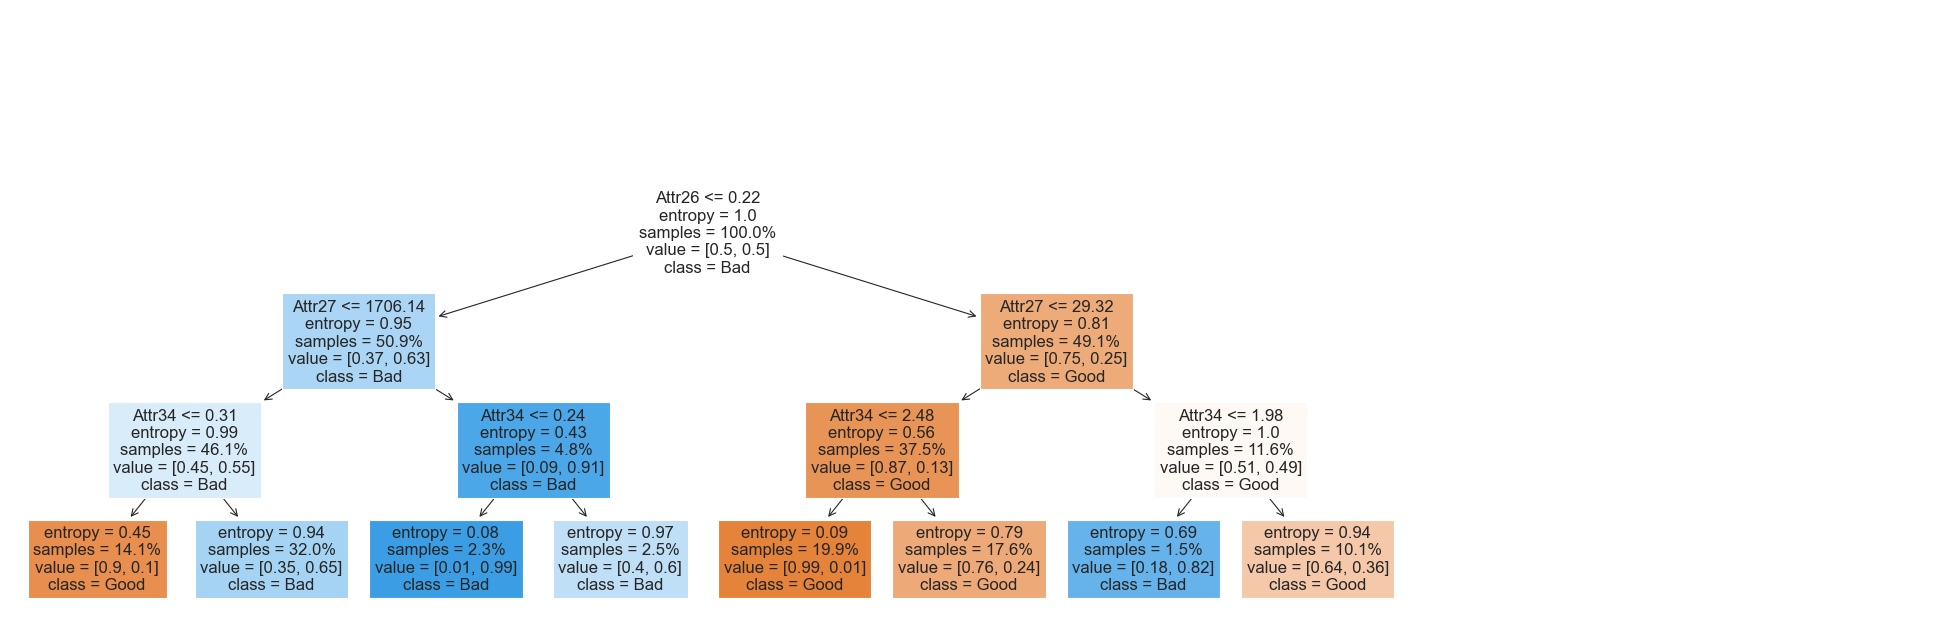 Attr26 <= 0.22
entropy = 1.0
samples = 100.0%
value = [0.5, 0.5]
class = Bad
Attr27 <= 1706.14
entropy = 0.95
samples = 50.9%
value = [0.37, 0.63]
class = Bad
Attr27 <= 29.32
entropy = 0.81
samples = 49.1%
value = [0.75, 0.25]
class = Good
Attr34 <= 0.31
entropy = 0.99
samples = 46.1%
value = [0.45, 0.55]
class = Bad
Attr34 <= 0.24
entropy = 0.43
samples = 4.8%
value = [0.09, 0.91]
class = Bad
Attr34 <= 2.48
entropy = 0.56
samples = 37.5%
value = [0.87, 0.13]
class = Good
Attr34 <= 1.98
entropy = 1.0
samples = 11.6%
value = [0.51, 0.49]
class = Good
entropy = 0.45
samples = 14.1%
value = [0.9, 0.1]
class = Good
entropy = 0.94
samples = 32.0%
value = [0.35, 0.65]
class = Bad
entropy = 0.08
samples = 2.3%
value = [0.01, 0.99]
class = Bad
entropy = 0.97
samples = 2.5%
value = [0.4, 0.6]
class = Bad
entropy = 0.09
samples = 19.9%
value = [0.99, 0.01]
class = Good
entropy = 0.79
samples = 17.6%
value = [0.76, 0.24]
class = Good
entropy = 0.69
samples = 1.5%
value = [0.18, 0.82]
class = Bad
entropy = 0.94
samples = 10.1%
value = [0.64, 0.36]
class = Good